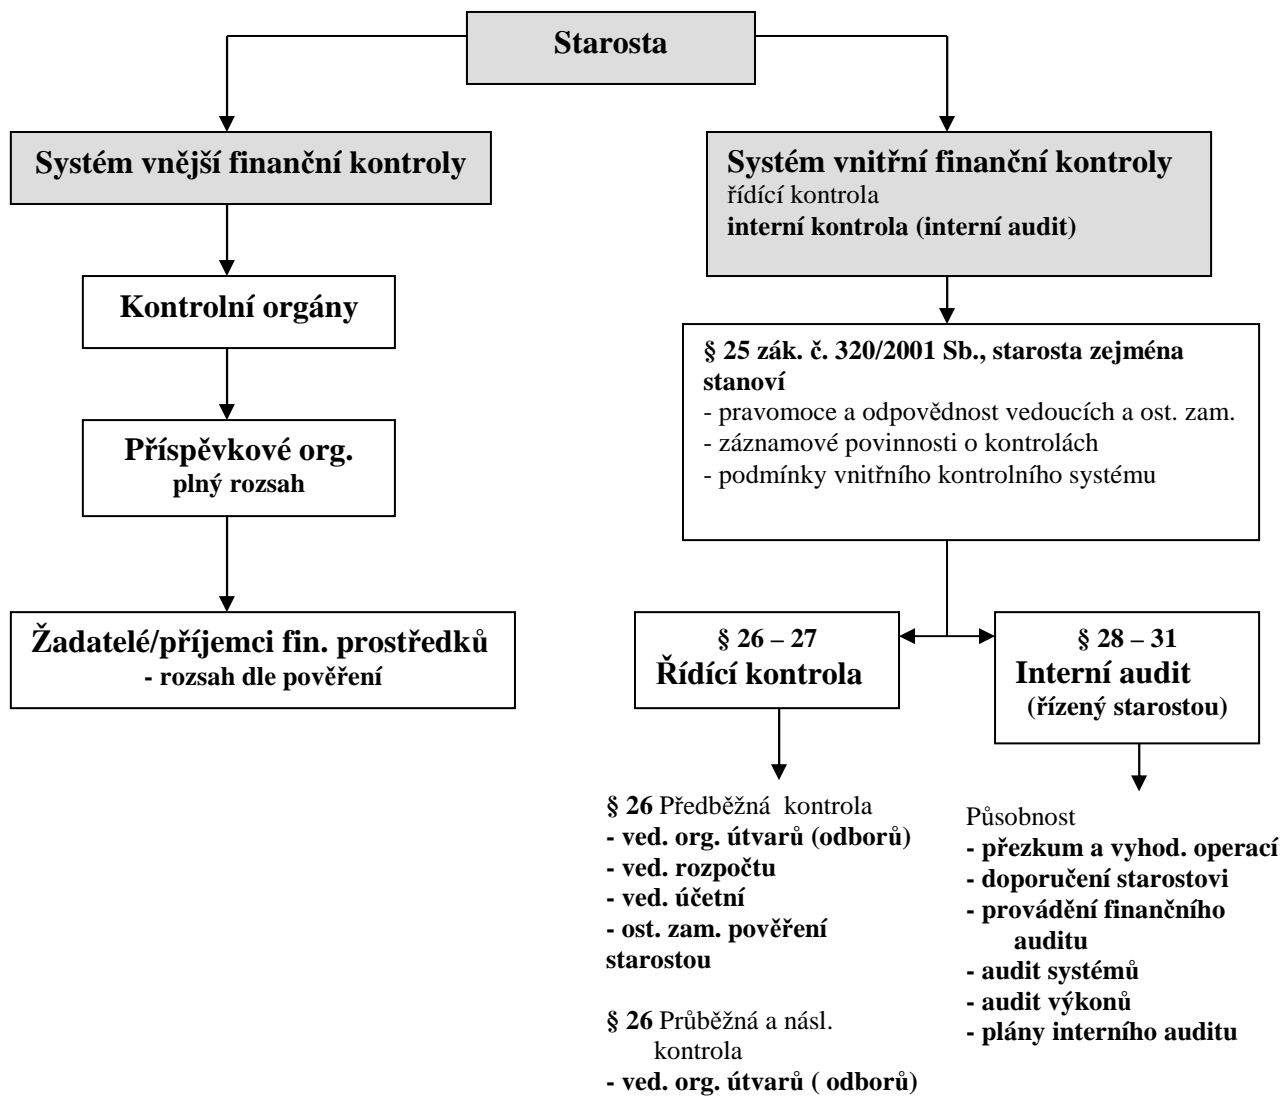 Starosta
Systém vnější finanční kontroly
Kontrolní orgány
Příspěvkové org.
plný rozsah
Žadatelé/příjemci fin. prostředků
- rozsah dle pověření
Systém vnitřní finanční kontroly
řídící kontrola
interní kontrola (interní audit)
§ 25 zák. č. 320/2001 Sb., starosta zejména
stanoví
- pravomoce a odpovědnost vedoucích a ost. zam.
- záznamové povinnosti o kontrolách
- podmínky vnitřního kontrolního systému
§ 26 – 27
Řídící kontrola
§ 28 – 31
Interní audit
(řízený starostou)
§ 26 Předběžná  kontrola
- ved. org. útvarů (odborů)
- ved. rozpočtu
- ved. účetní
- ost. zam. pověření
starostou
§ 26 Průběžná a násl.
kontrola
- ved. org. útvarů ( odborů)
Působnost
- přezkum a vyhod. operací
- doporučení starostovi
- provádění finančního
auditu
- audit systémů
- audit výkonů
- plány interního auditu